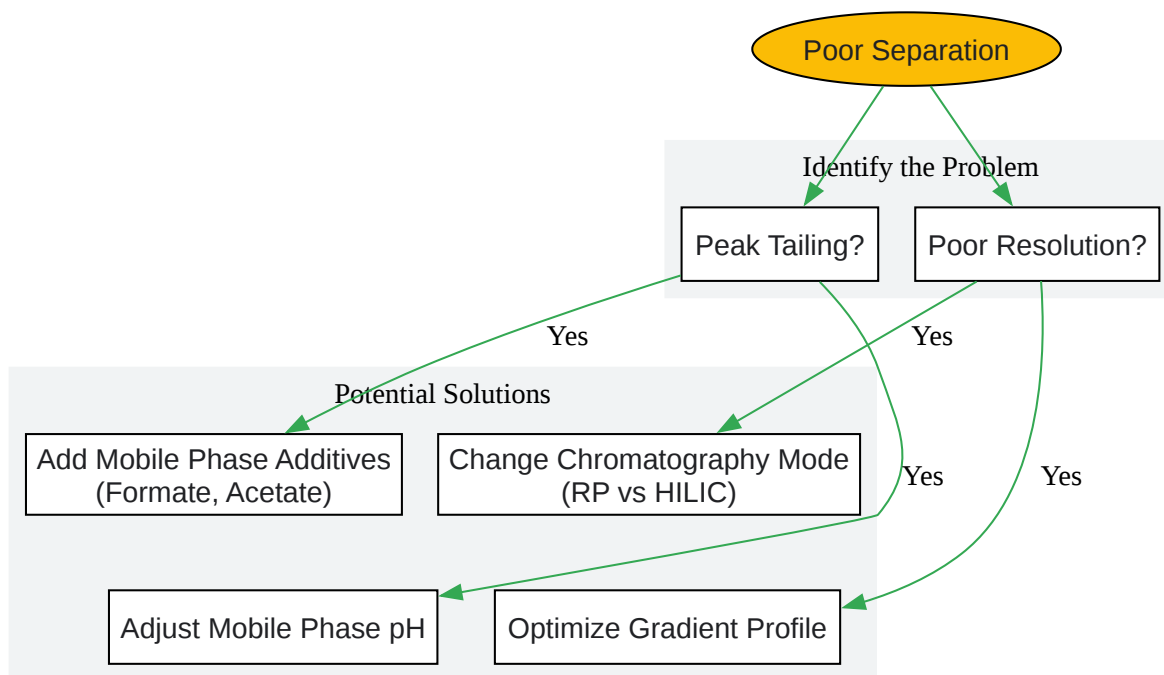 Poor Separation
Identify the Problem
Peak Tailing?
Poor Resolution?
Yes
Yes
Potential Solutions
Add Mobile Phase Additives
(Formate, Acetate)
Change Chromatography Mode
(RP vs HILIC)
Yes
Yes
Adjust Mobile Phase pH
Optimize Gradient Profile